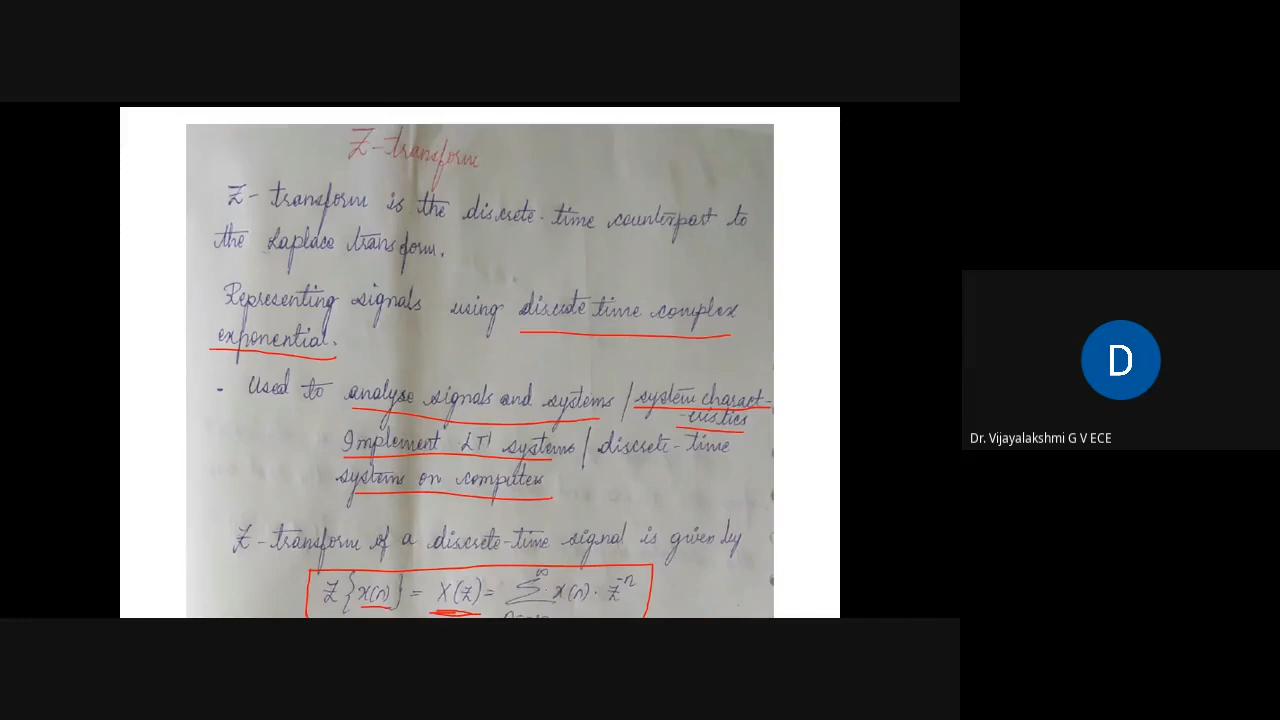 Z-transform
Z-transform is the discrete-time counterpart to
the Laplace transform.
Representing signals using discrete time complex
exponential.
- Used to analyse signals and systems / system charact-
-eristics
Implement LTI systems / discrete-time
systems on computer
Z-transform of a discrete-time signal is given by
Z{x(n)} = X(z) = ∑ ∞ x(n). z⁻ⁿ
D
Dr. Vijayalakshmi G V ECE